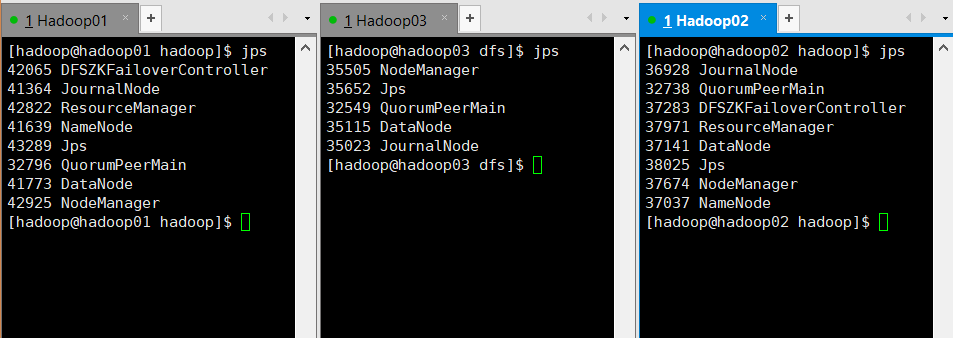 1 Hadoop01 × +
[hadoop@hadoop01 hadoop]$ jps
42065 DFSZKFailoverController
41364 JournalNode
42822 ResourceManager
41639 NameNode
43289 Jps
32796 QuorumPeerMain
41773 DataNode
42925 NodeManager
[hadoop@hadoop01 hadoop]$
1 Hadoop03 × +
[hadoop@hadoop03 dfs]$ jps
35505 NodeManager
35652 Jps
32549 QuorumPeerMain
35115 DataNode
35023 JournalNode
[hadoop@hadoop03 dfs]$
1 Hadoop02 × +
[hadoop@hadoop02 hadoop]$ jps
36928 JournalNode
32738 QuorumPeerMain
37283 DFSZKFailoverController
37971 ResourceManager
37141 DataNode
38025 Jps
37674 NodeManager
37037 NameNode
[hadoop@hadoop02 hadoop]$